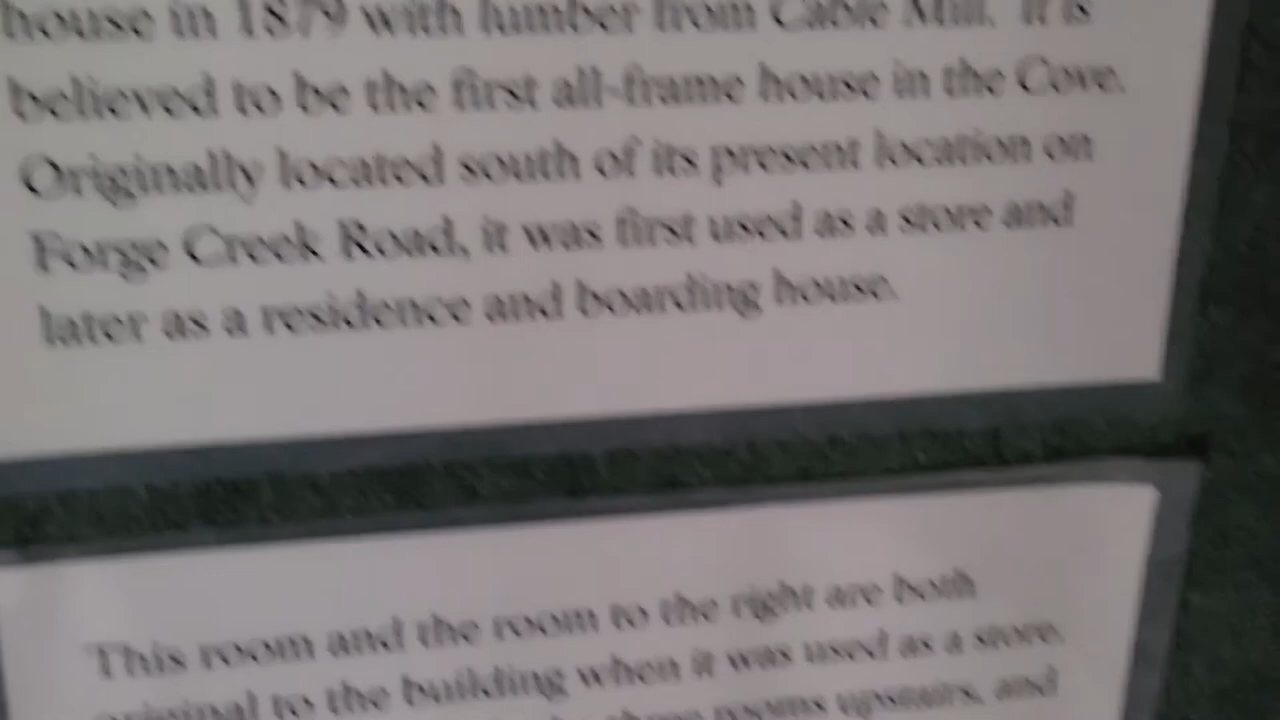 house in 1879 with lumber from Cable Mill. It is
believed to be the first all-frame house in the Cove.
Originally located south of its present location on
Forge Creek Road, it was first used as a store and
later as a residence and boarding house.
This room and the room to the right are both
original to the building when it was used as a store.
rooms upstairs, and